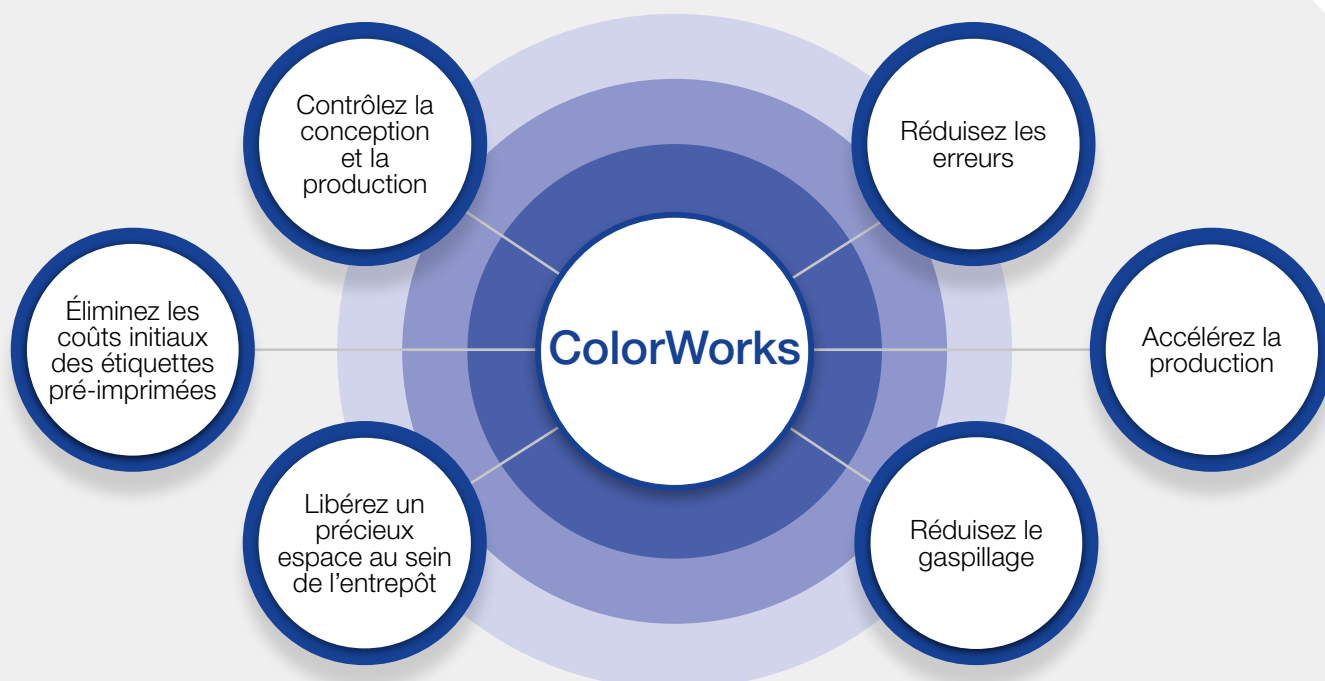 Contrôlez la
conception
et la
production
Réduisez les
erreurs
Éliminez les
coûts initiaux
des étiquettes
pré-imprimées
ColorWorks
Accélérez la
production
Libérez un
précieux
espace au sein
de l’entrepôt
Réduisez le
gaspillage